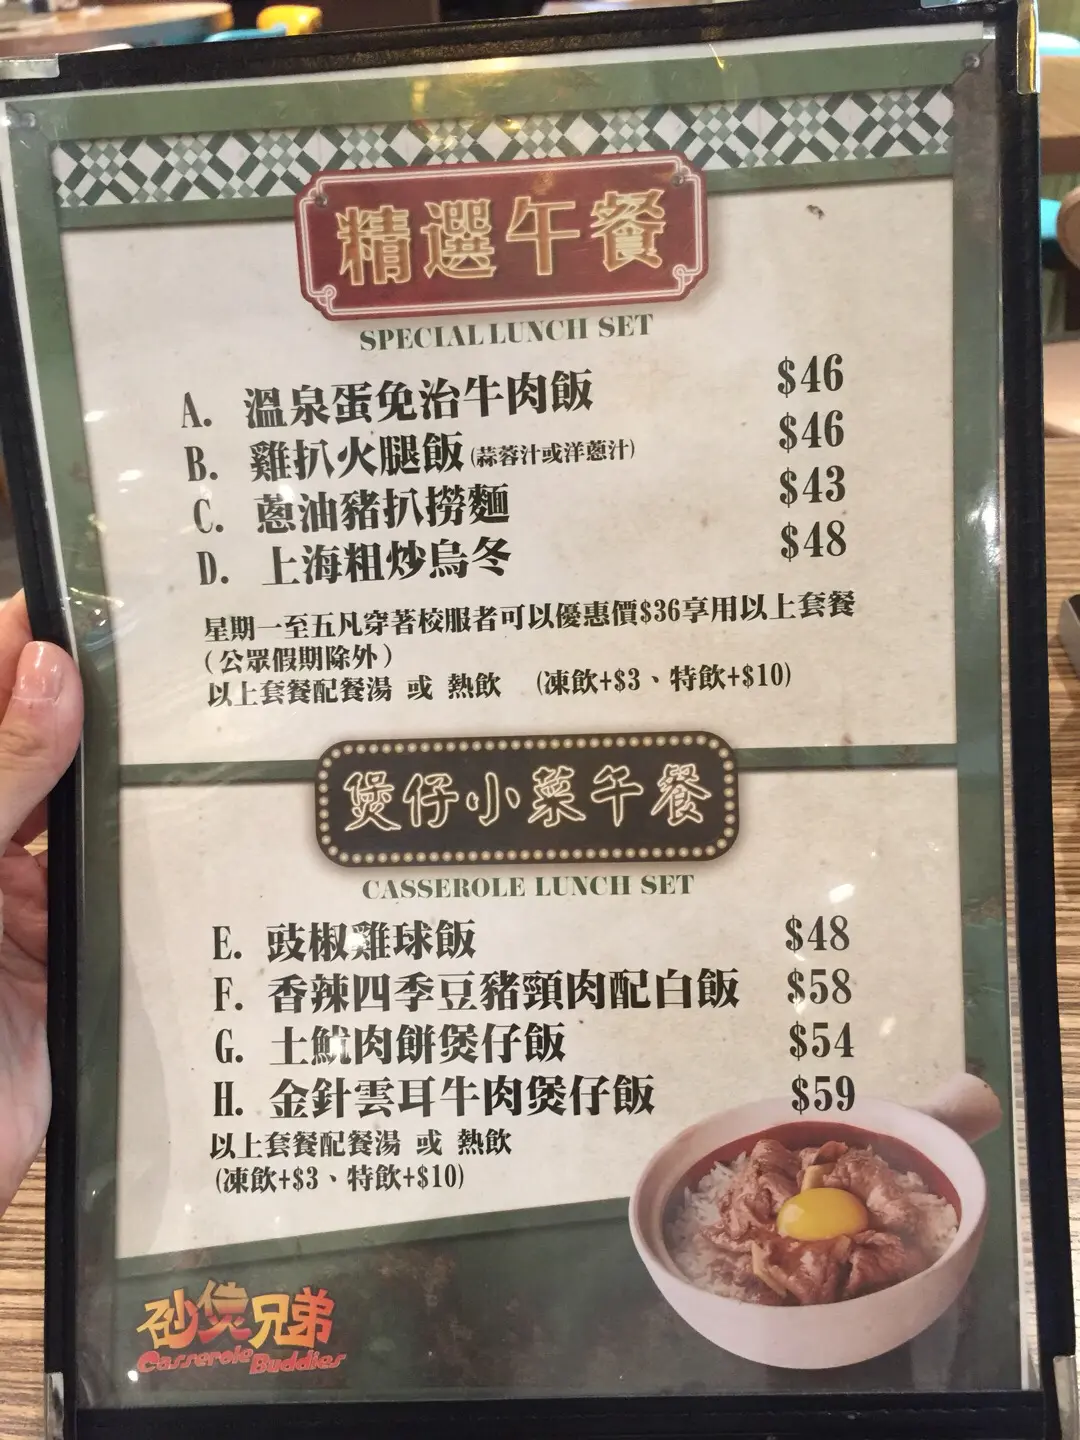 精選午餐
SPECIAL LUNCH SET
A. 溫泉蛋免治牛肉飯 $46
B. 雞扒火腿飯 (蒜蓉汁或洋蔥汁) $46
C. 蔥油豬扒撈麵 $43
D. 上海粗炒烏冬 $48
星期一至五凡穿著校服者可以優惠價$36享用以上套餐
(公眾假期除外)
以上套餐配餐湯 或 熱飲 (凍飲+$3、特飲+$10)
煲仔小菜午餐
CASSEROLE LUNCH SET
E. 豉椒雞球飯 $48
F. 香辣四季豆豬頸肉配白飯 $58
G. 土魷肉餅煲仔飯 $54
H. 金針雲耳牛肉煲仔飯 $59
以上套餐配餐湯 或 熱飲
(凍飲+$3、特飲+$10)
砂煲兄弟
Casserole Buddies